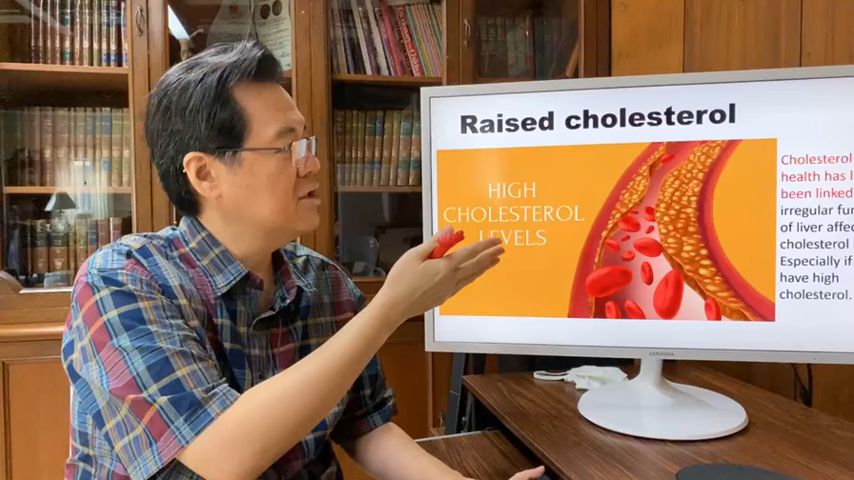 Raised cholesterol
HIGH
CHOLESTEROL
LEVELS
Cholesterol
health has l
been linked
irregular fun
of liver affec
cholesterol
Especially if
have high
cholesterol.
SAMSUNG